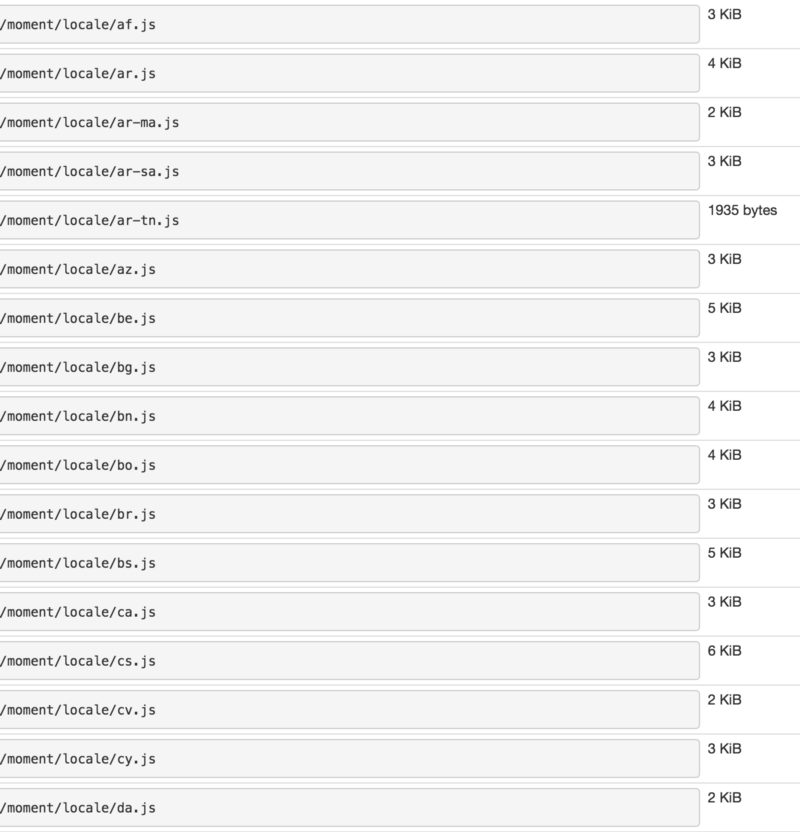 /moment/locale/af.js 3 KiB
/moment/locale/ar.js 4 KiB
/moment/locale/ar-ma.js 2 KiB
/moment/locale/ar-sa.js 3 KiB
/moment/locale/ar-tn.js 1935 bytes
/moment/locale/az.js 3 KiB
/moment/locale/be.js 5 KiB
/moment/locale/bg.js 3 KiB
/moment/locale/bn.js 4 KiB
/moment/locale/bo.js 4 KiB
/moment/locale/br.js 3 KiB
/moment/locale/bs.js 5 KiB
/moment/locale/ca.js 3 KiB
/moment/locale/cs.js 6 KiB
/moment/locale/cv.js 2 KiB
/moment/locale/cy.js 3 KiB
/moment/locale/da.js 2 KiB